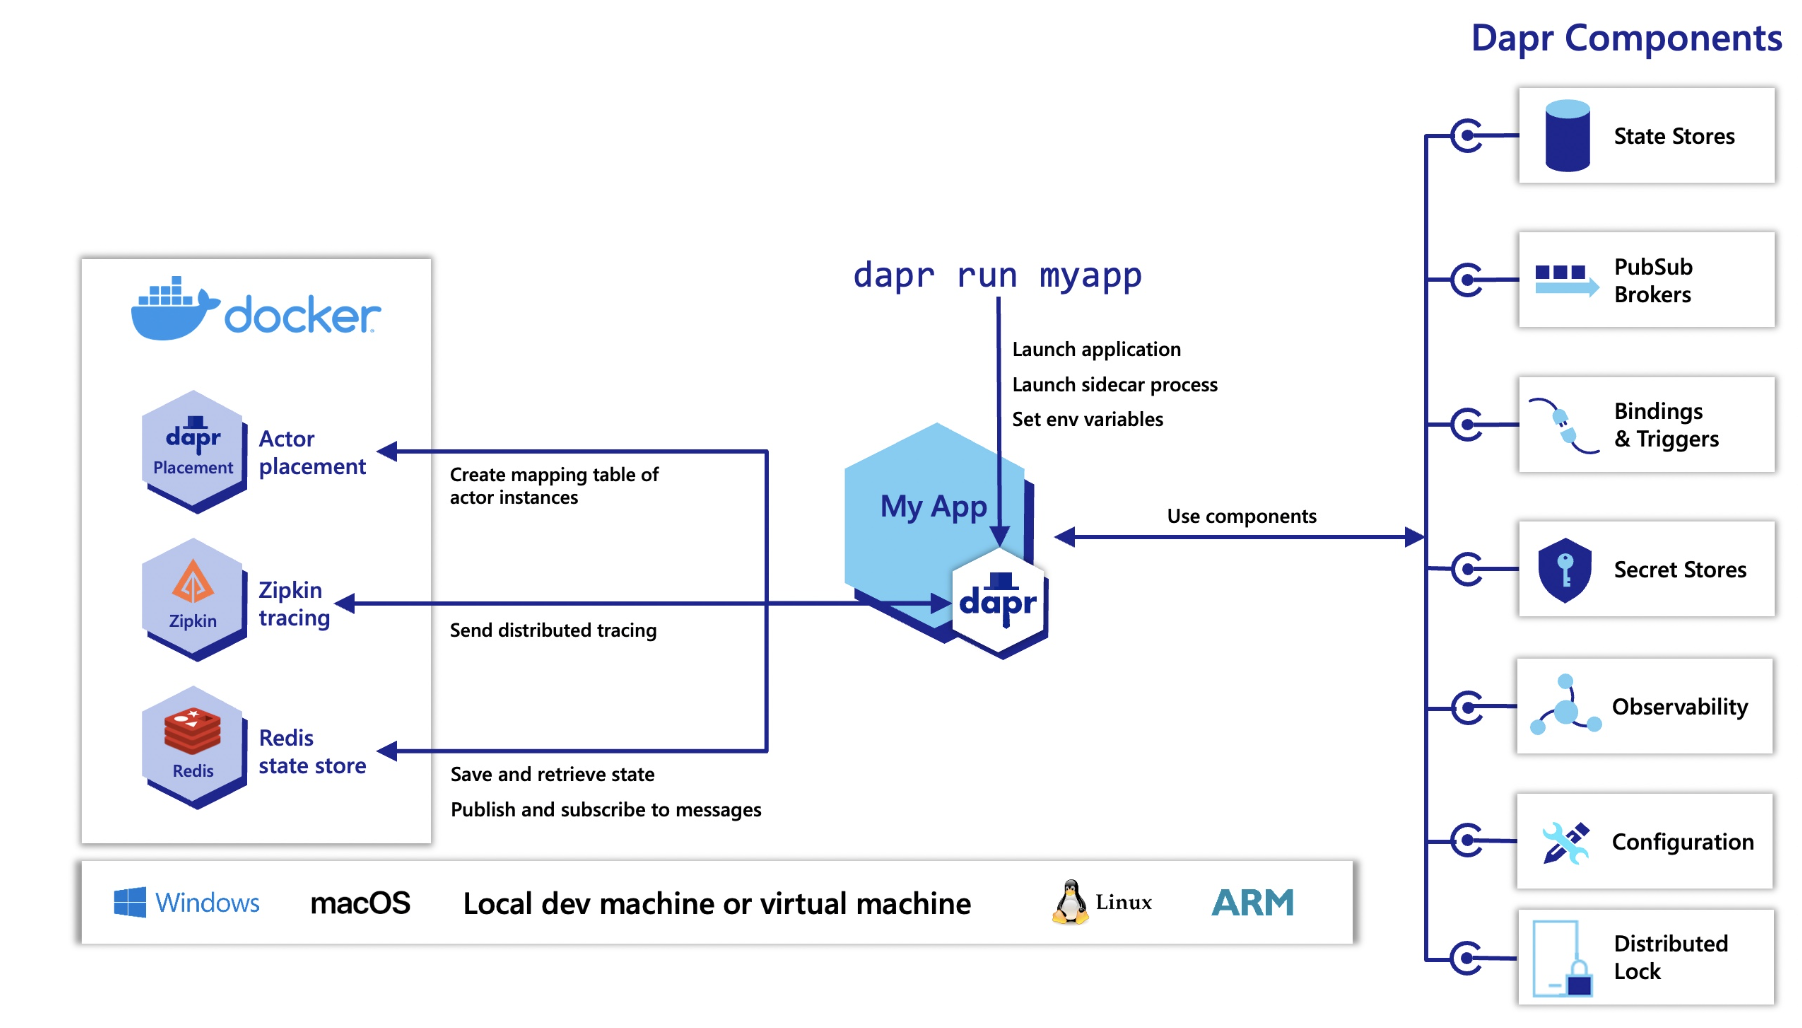 Dapr Components
State Stores
PubSub
Brokers
Bindings
& Triggers
Secret Stores
Observability
Configuration
Distributed
Lock
docker
dapr
Placement
Actor
placement
Zipkin
Zipkin
tracing
Redis
Redis
state store
Create mapping table of
actor instances
Send distributed tracing
Save and retrieve state
Publish and subscribe to messages
dapr run myapp
Launch application
Launch sidecar process
Set env variables
My App
dapr
Use components
Windows
macOS
Local dev machine or virtual machine
Linux
ARM